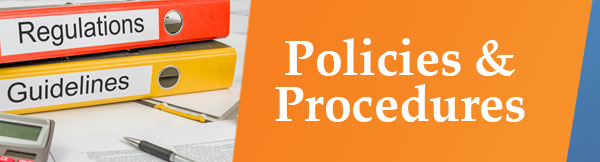 Regulations
Guidelines
Policies &
Procedures